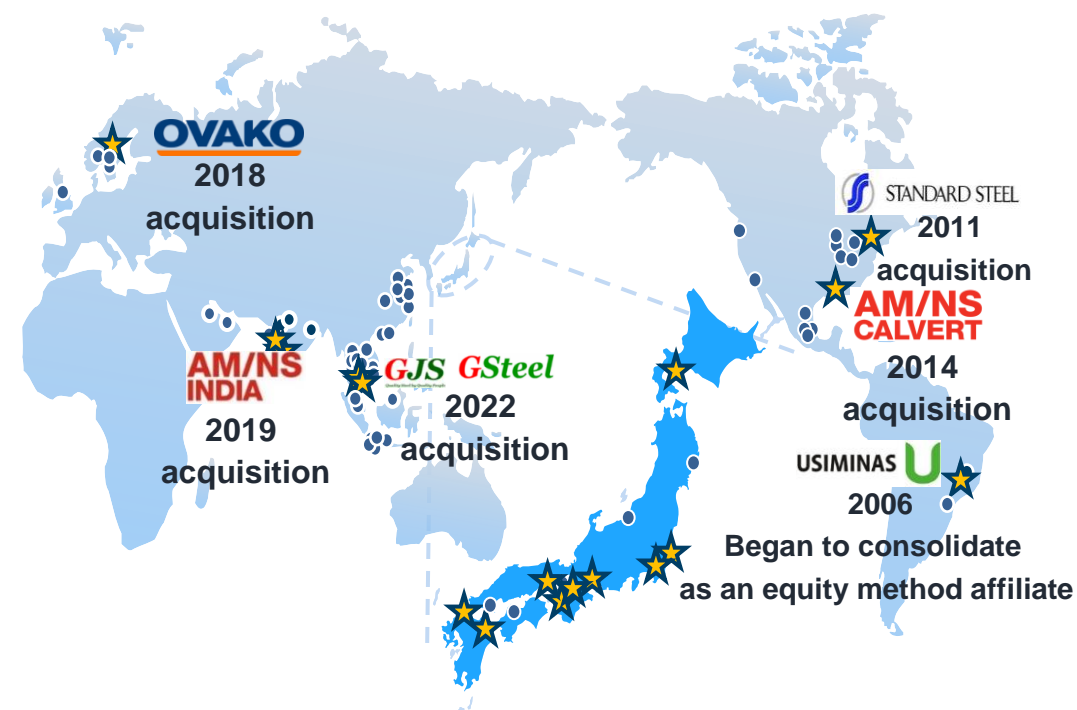 OVAKO
2018
acquisition
STANDARD STEEL
2011
acquisition
AM/NS
CALVERT
2014
acquisition
AM/NS
INDIA
2019
acquisition
GJS GSteel
2022
acquisition
USIMINAS
2006
Began to consolidate
as an equity method affiliate